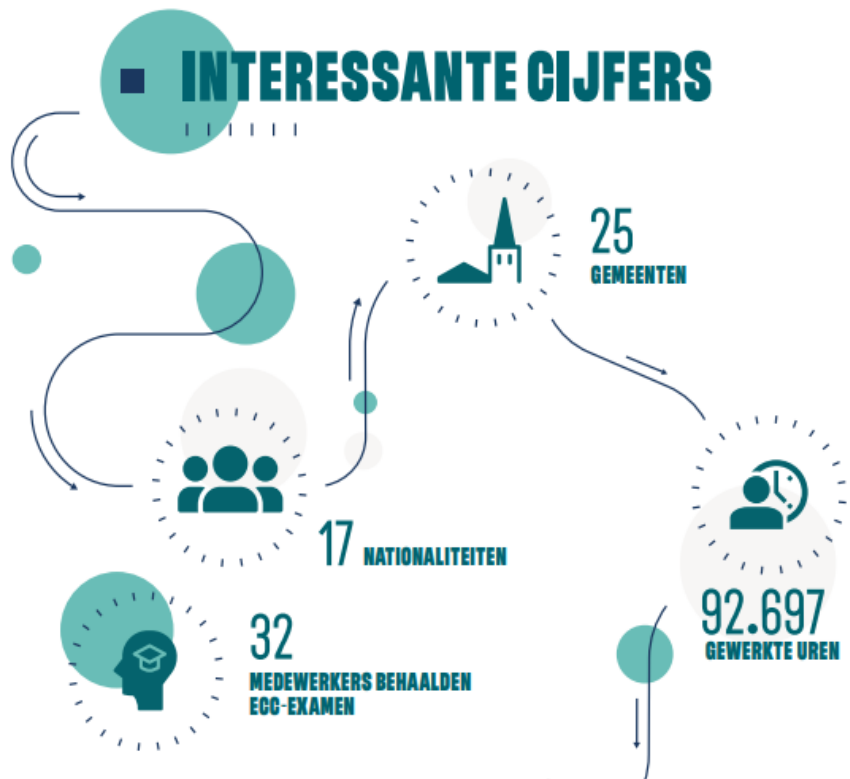 INTERESSANTE CIJFERS
25
GEMEENTEN
17 NATIONALITEITEN
92.697
GEWERKTE UREN
32
MEDEWERKERS BEHAALDEN
ECC-EXAMEN